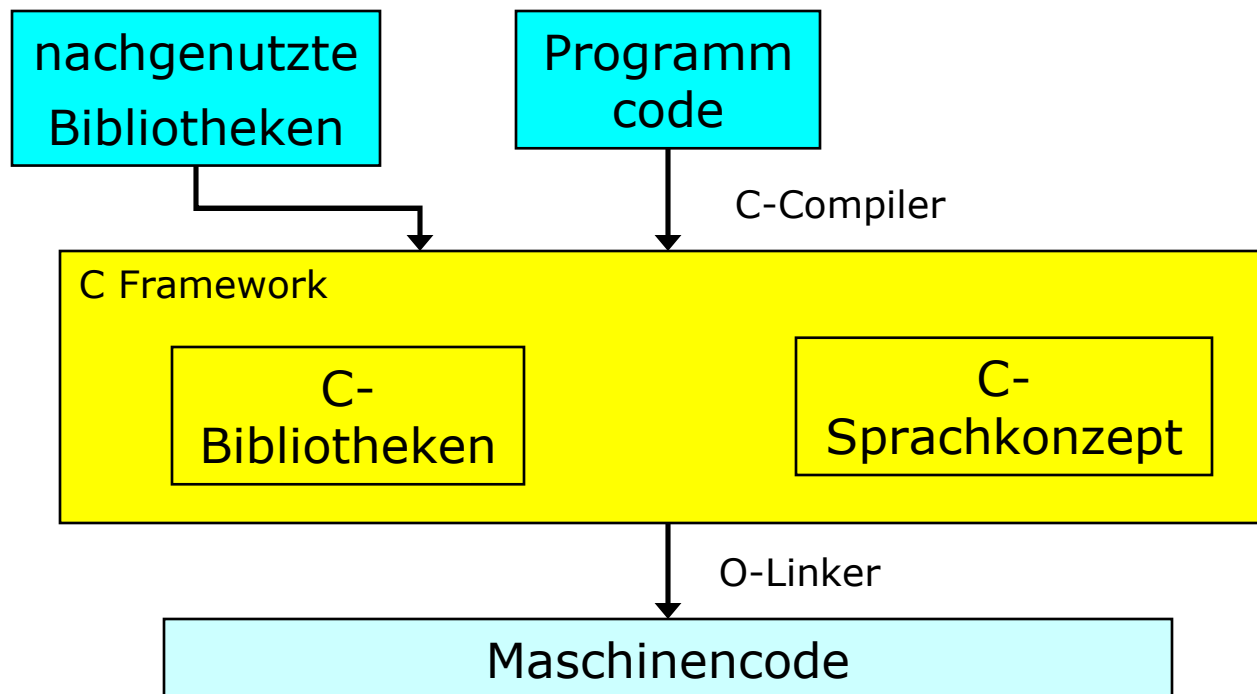 nachgenutzte
Bibliotheken
Programm
code
C-Compiler
C Framework
C-
Bibliotheken
C-
Sprachkonzept
O-Linker
Maschinencode